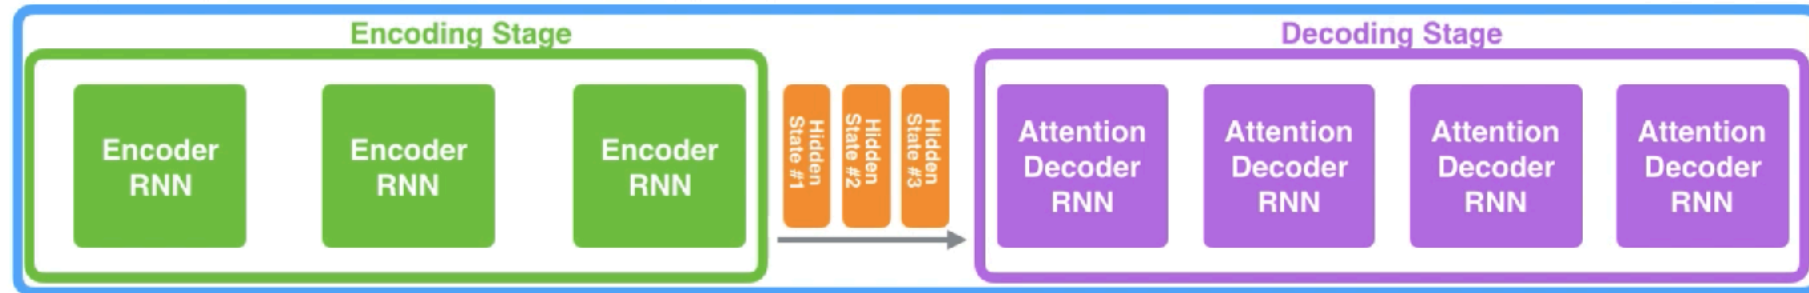 Encoding Stage
Encoder
RNN
Encoder
RNN
Encoder
RNN
Hidden
State #1
Hidden
State #2
Hidden
State #3
Decoding Stage
Attention
Decoder
RNN
Attention
Decoder
RNN
Attention
Decoder
RNN
Attention
Decoder
RNN